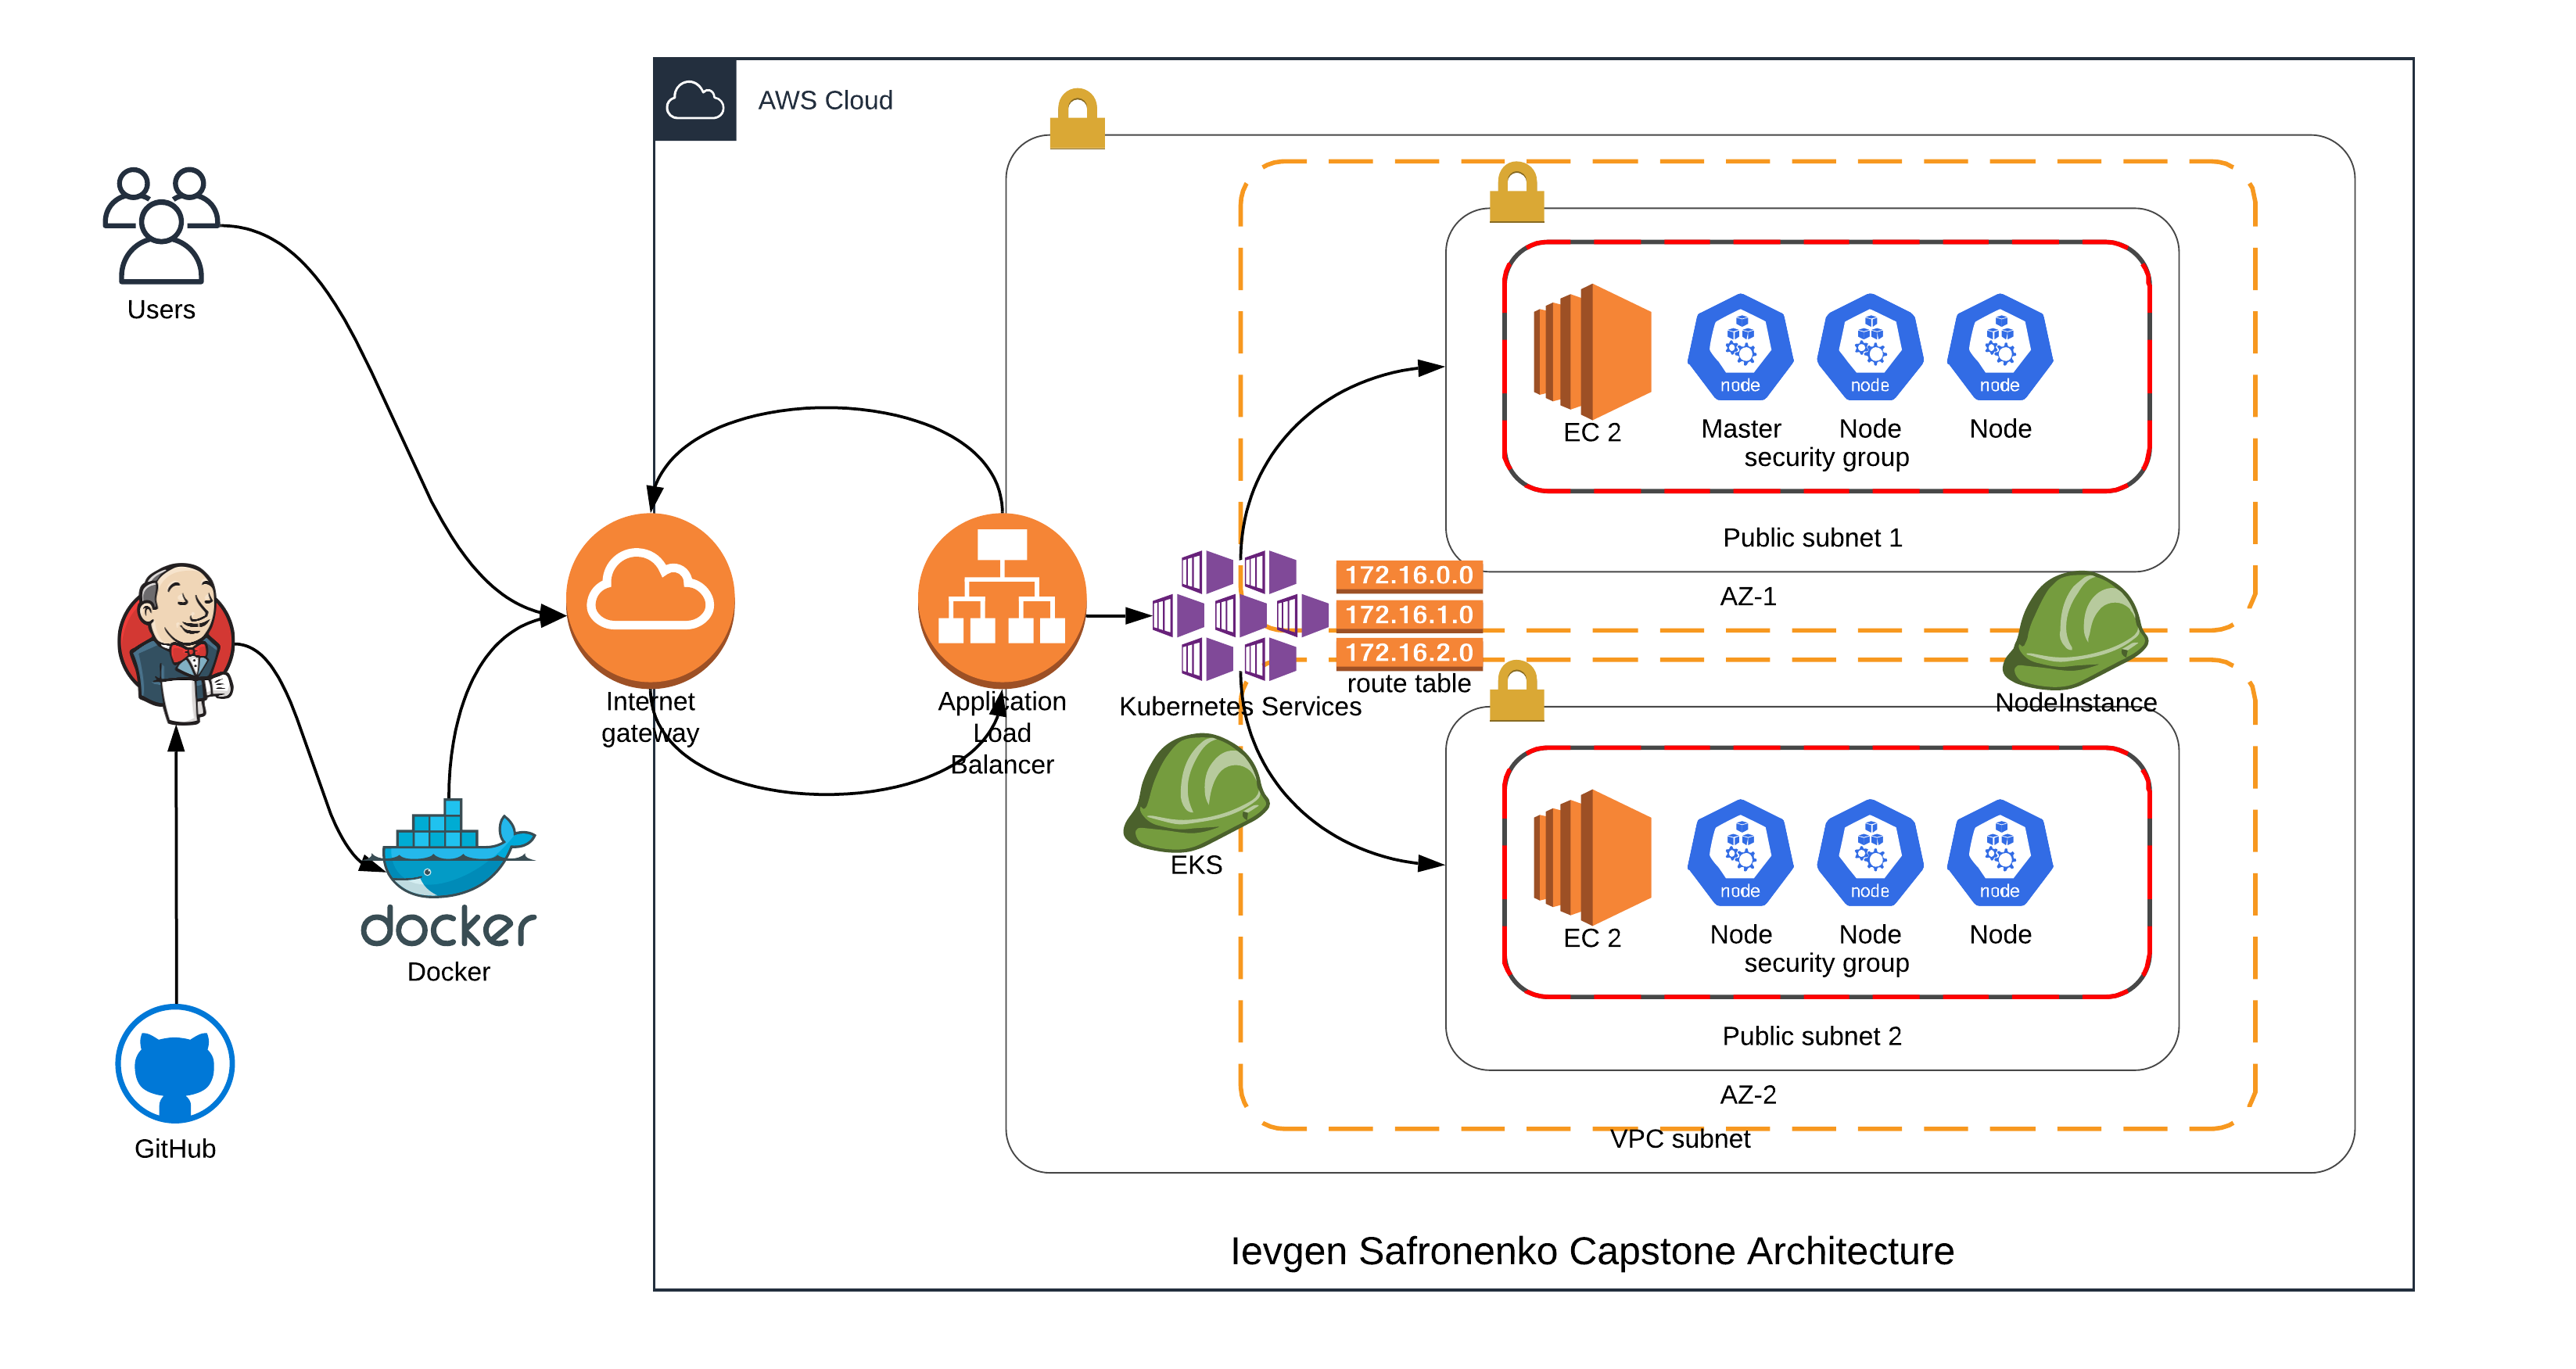 AWS Cloud
Users
EC 2
node
node
node
Master
Node
Node
security group
Public subnet 1
AZ-1
172.16.0.0
172.16.1.0
172.16.2.0
route table
Internet
gateway
Application
Load
Balancer
Kubernetes Services
NodeInstance
EKS
docker
Docker
EC 2
node
node
node
Node
Node
Node
security group
Public subnet 2
AZ-2
VPC subnet
GitHub
Ievgen Safronenko Capstone Architecture